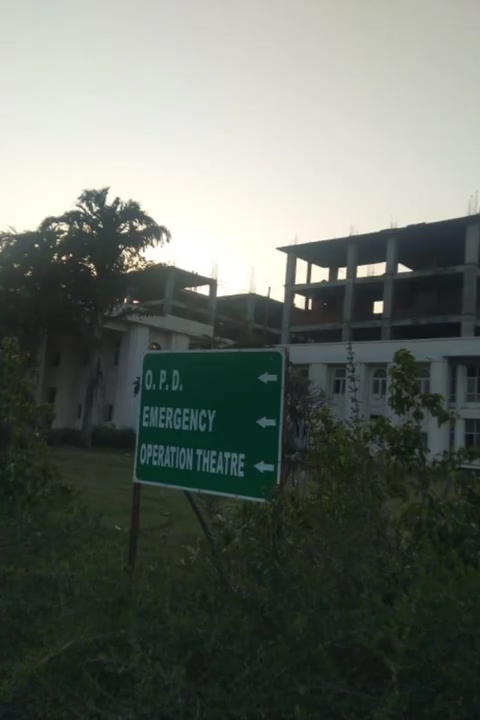 O. P. D. ←
EMERGENCY ←
OPERATION THEATRE ←